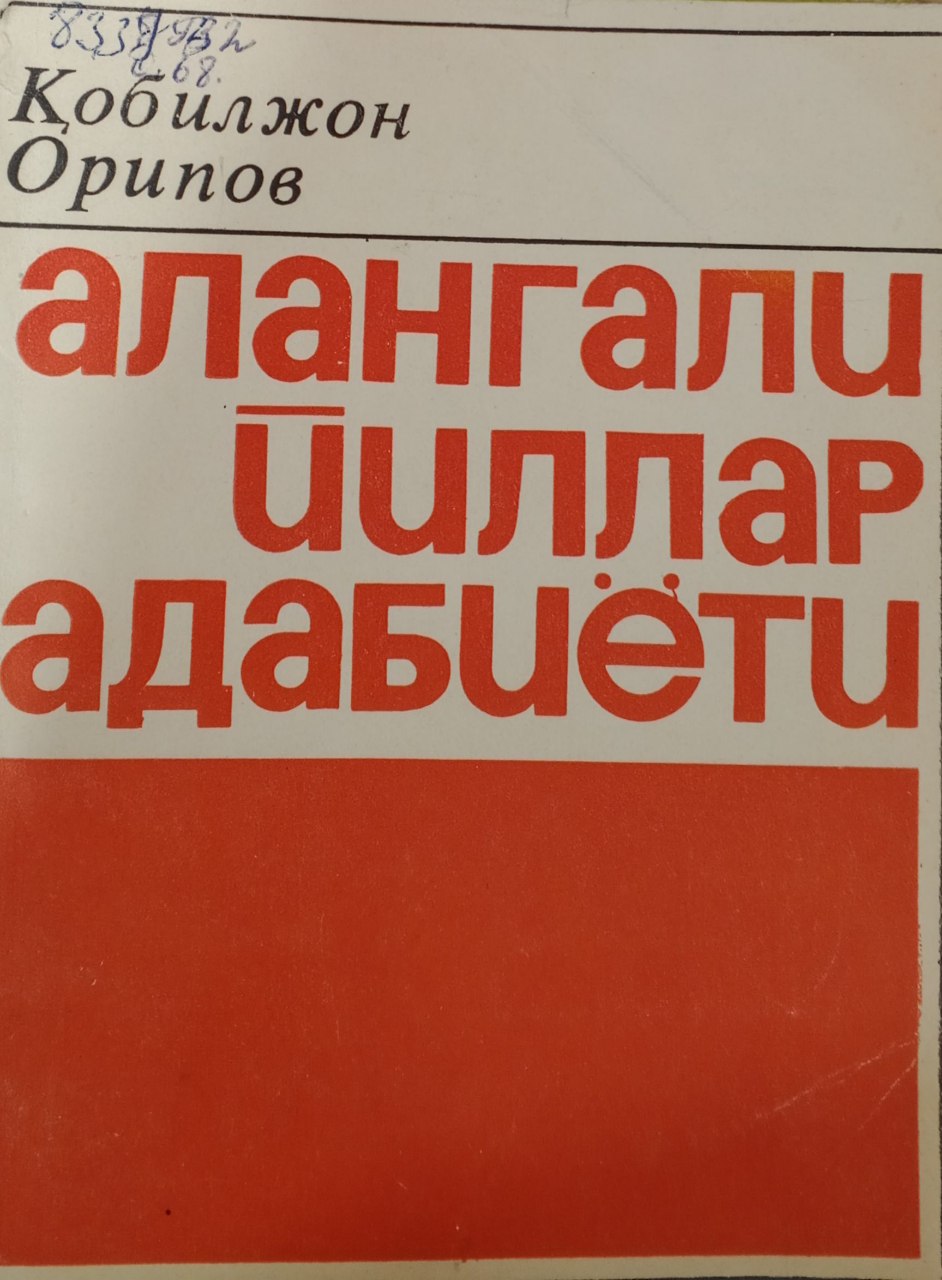 Қобилжон
Орипов
алангали
йиллар
адабиёти